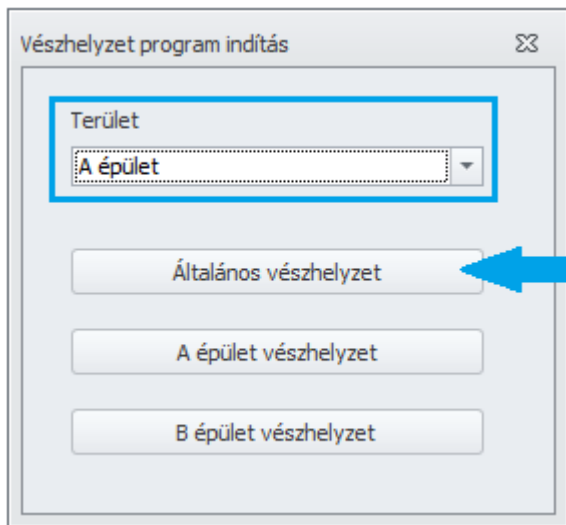 Vészhelyzet program indítás
Terület
A épület
Általános vészhelyzet
A épület vészhelyzet
B épület vészhelyzet